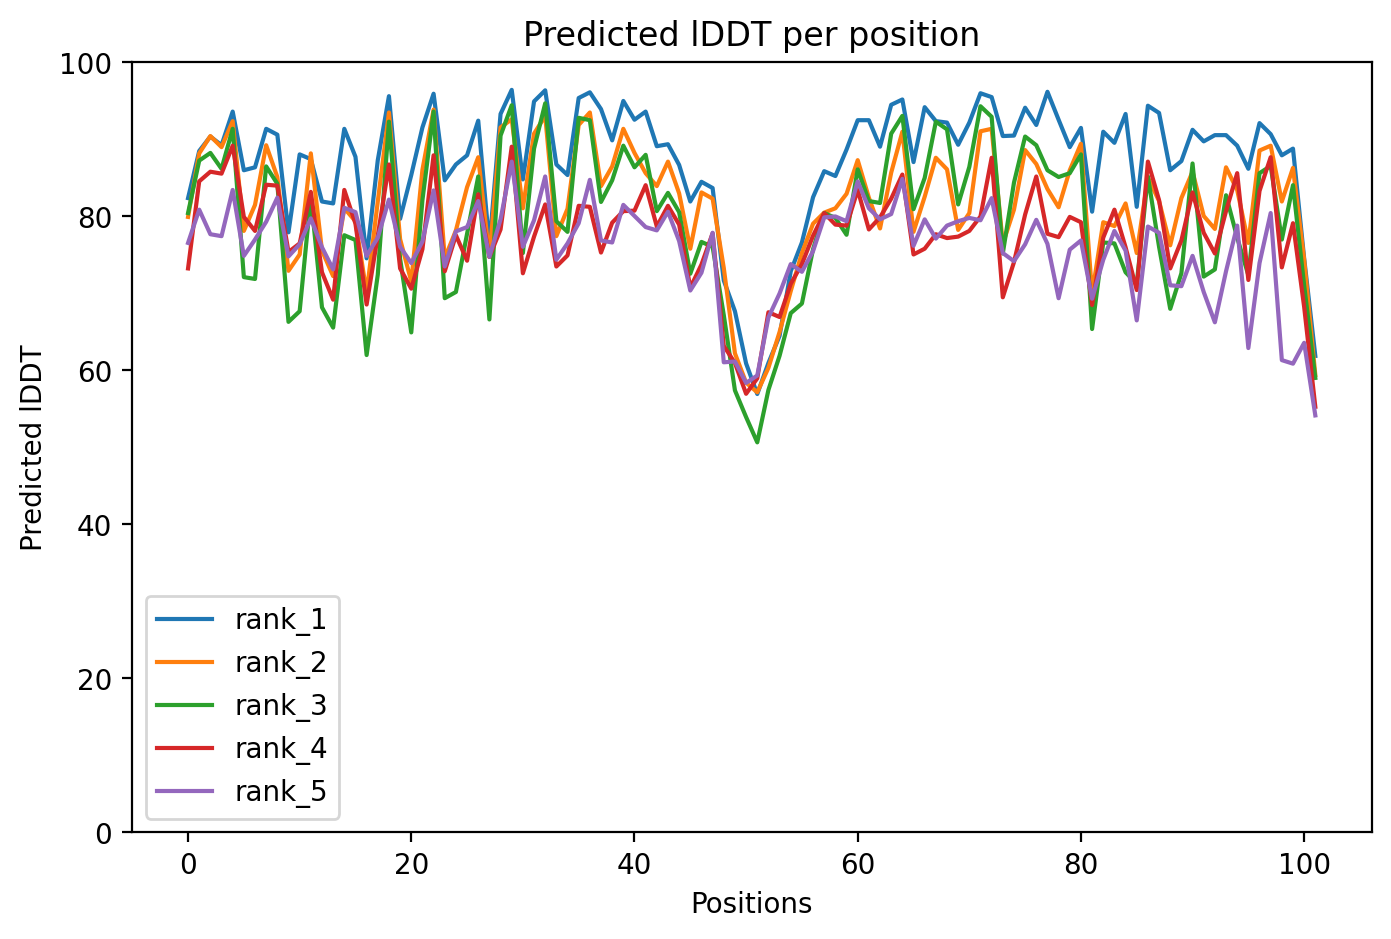 Predicted lDDT per position
100
80
60
40
20
0
Predicted lDDT
rank_1
rank_2
rank_3
rank_4
rank_5
0 20 40 60 80 100
Positions